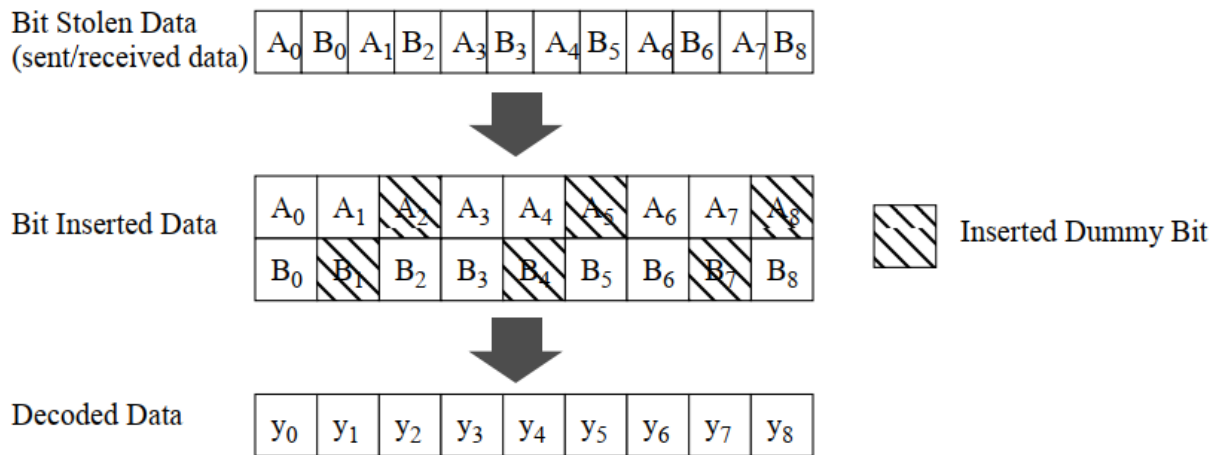 Bit Stolen Data
(sent/received data)
A₀ B₀ A₁ B₂ A₃ B₃ A₄ B₅ A₆ B₆ A₇ B₈
Bit Inserted Data
A₀ A₁ A₂ A₃ A₄ A₅ A₆ A₇ A₈
B₀ B₁ B₂ B₃ B₄ B₅ B₆ B₇ B₈
Inserted Dummy Bit
Decoded Data
y₀ y₁ y₂ y₃ y₄ y₅ y₆ y₇ y₈